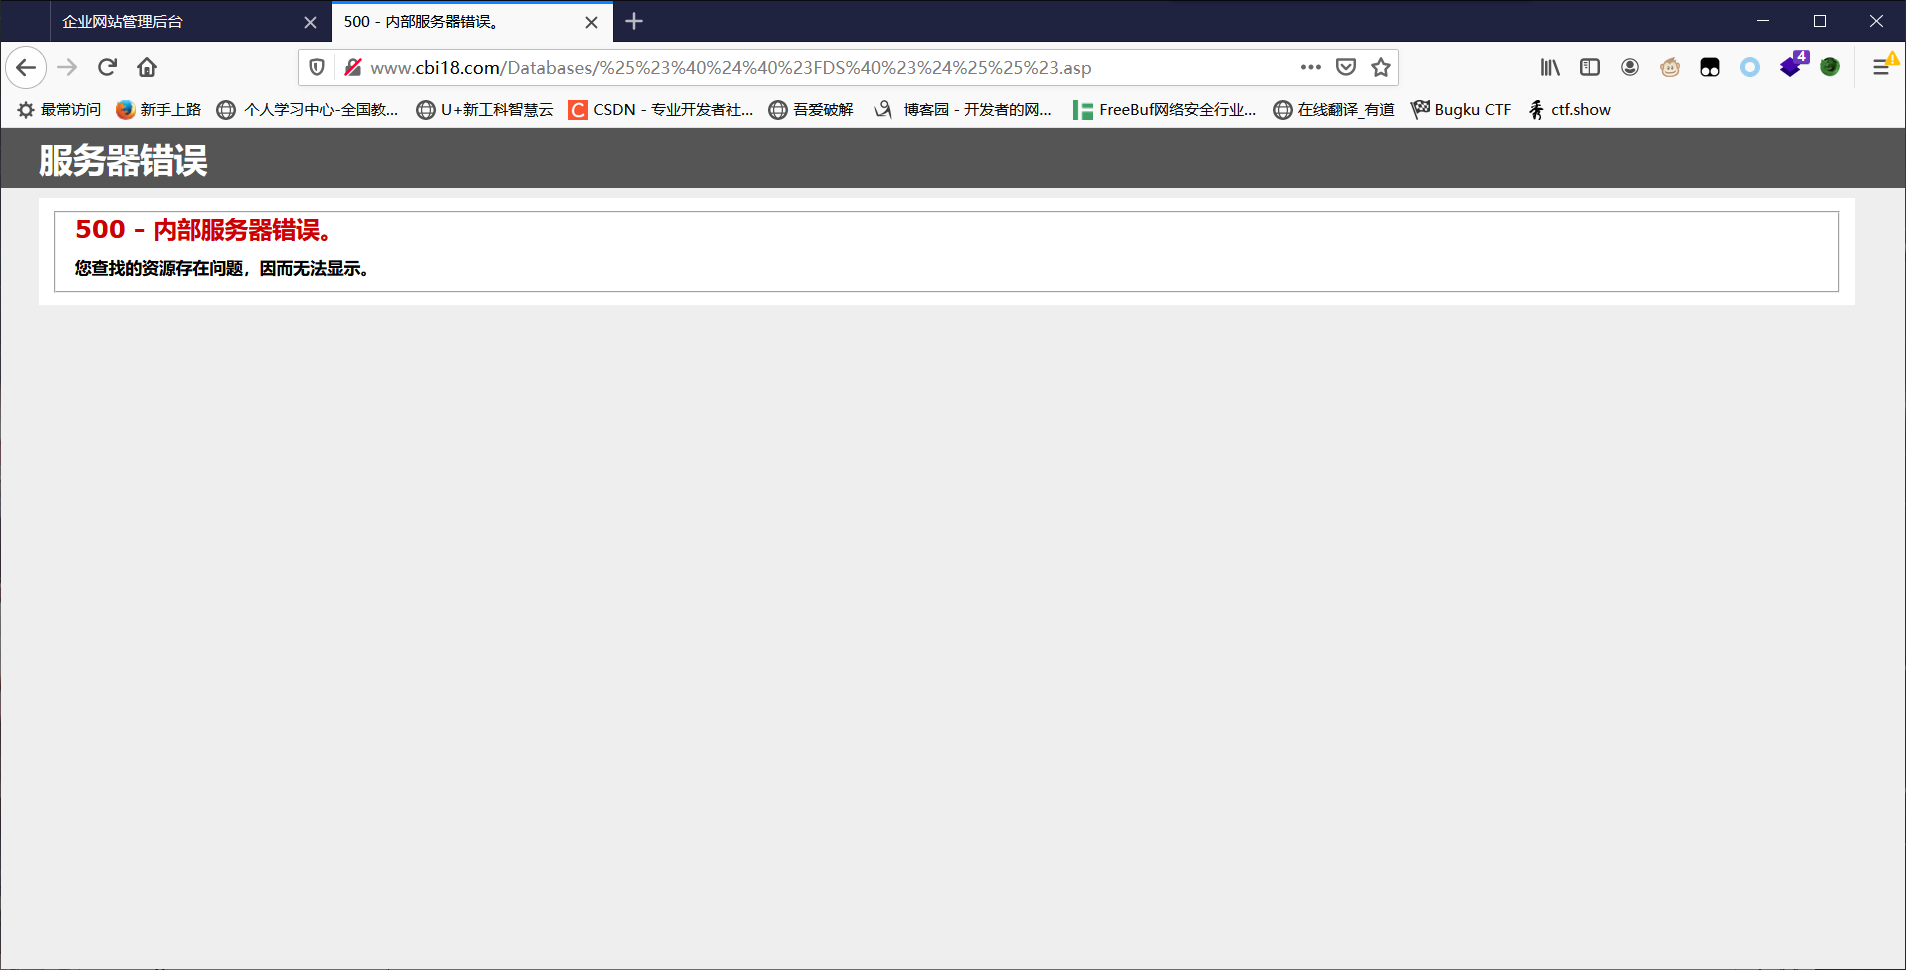 企业网站管理后台
500 - 内部服务器错误。
www.cbi18.com/Databases/%25%23%40%24%40%23FDS%40%23%24%25%25%23.asp
4
最常访问 新手上路 个人学习中心-全国教... U+新工科智慧云 CSDN - 专业开发者社... 吾爱破解 博客园 - 开发者的网... FreeBuf网络安全行业... 在线翻译_有道 Bugku CTF ctf.show
服务器错误
500 - 内部服务器错误。
您查找的资源存在问题，因而无法显示。